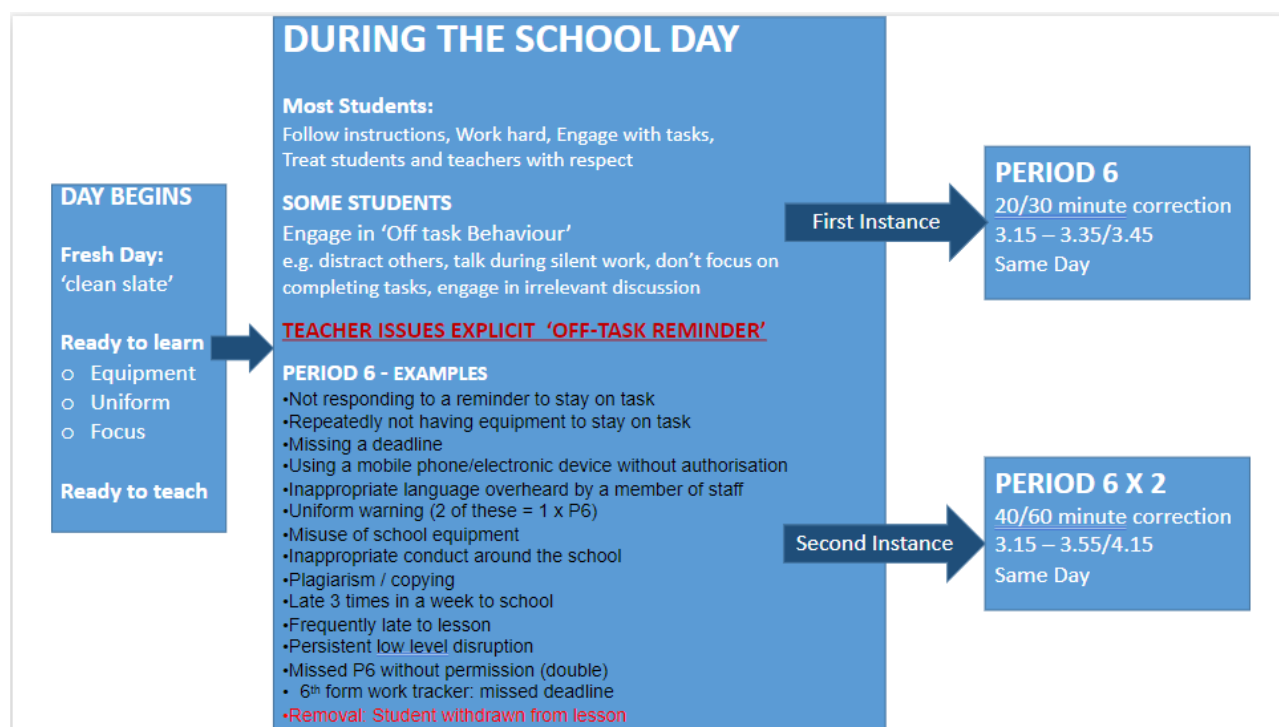 DAY BEGINS
Fresh Day:
‘clean slate’
Ready to learn
o Equipment
o Uniform
o Focus
Ready to teach
DURING THE SCHOOL DAY
Most Students:
Follow instructions, Work hard, Engage with tasks,
Treat students and teachers with respect
SOME STUDENTS
Engage in ‘Off task Behaviour’
e.g. distract others, talk during silent work, don’t focus on
completing tasks, engage in irrelevant discussion
TEACHER ISSUES EXPLICIT ‘OFF-TASK REMINDER’
PERIOD 6 - EXAMPLES
•Not responding to a reminder to stay on task
•Repeatedly not having equipment to stay on task
•Missing a deadline
•Using a mobile phone/electronic device without authorisation
•Inappropriate language overheard by a member of staff
•Uniform warning (2 of these = 1 x P6)
•Misuse of school equipment
•Inappropriate conduct around the school
•Plagiarism / copying
•Late 3 times in a week to school
•Frequently late to lesson
•Persistent low level disruption
•Missed P6 without permission (double)
• 6th form work tracker: missed deadline
•Removal: Student withdrawn from lesson
First Instance
PERIOD 6
20/30 minute correction
3.15 – 3.35/3.45
Same Day
Second Instance
PERIOD 6 X 2
40/60 minute correction
3.15 – 3.55/4.15
Same Day